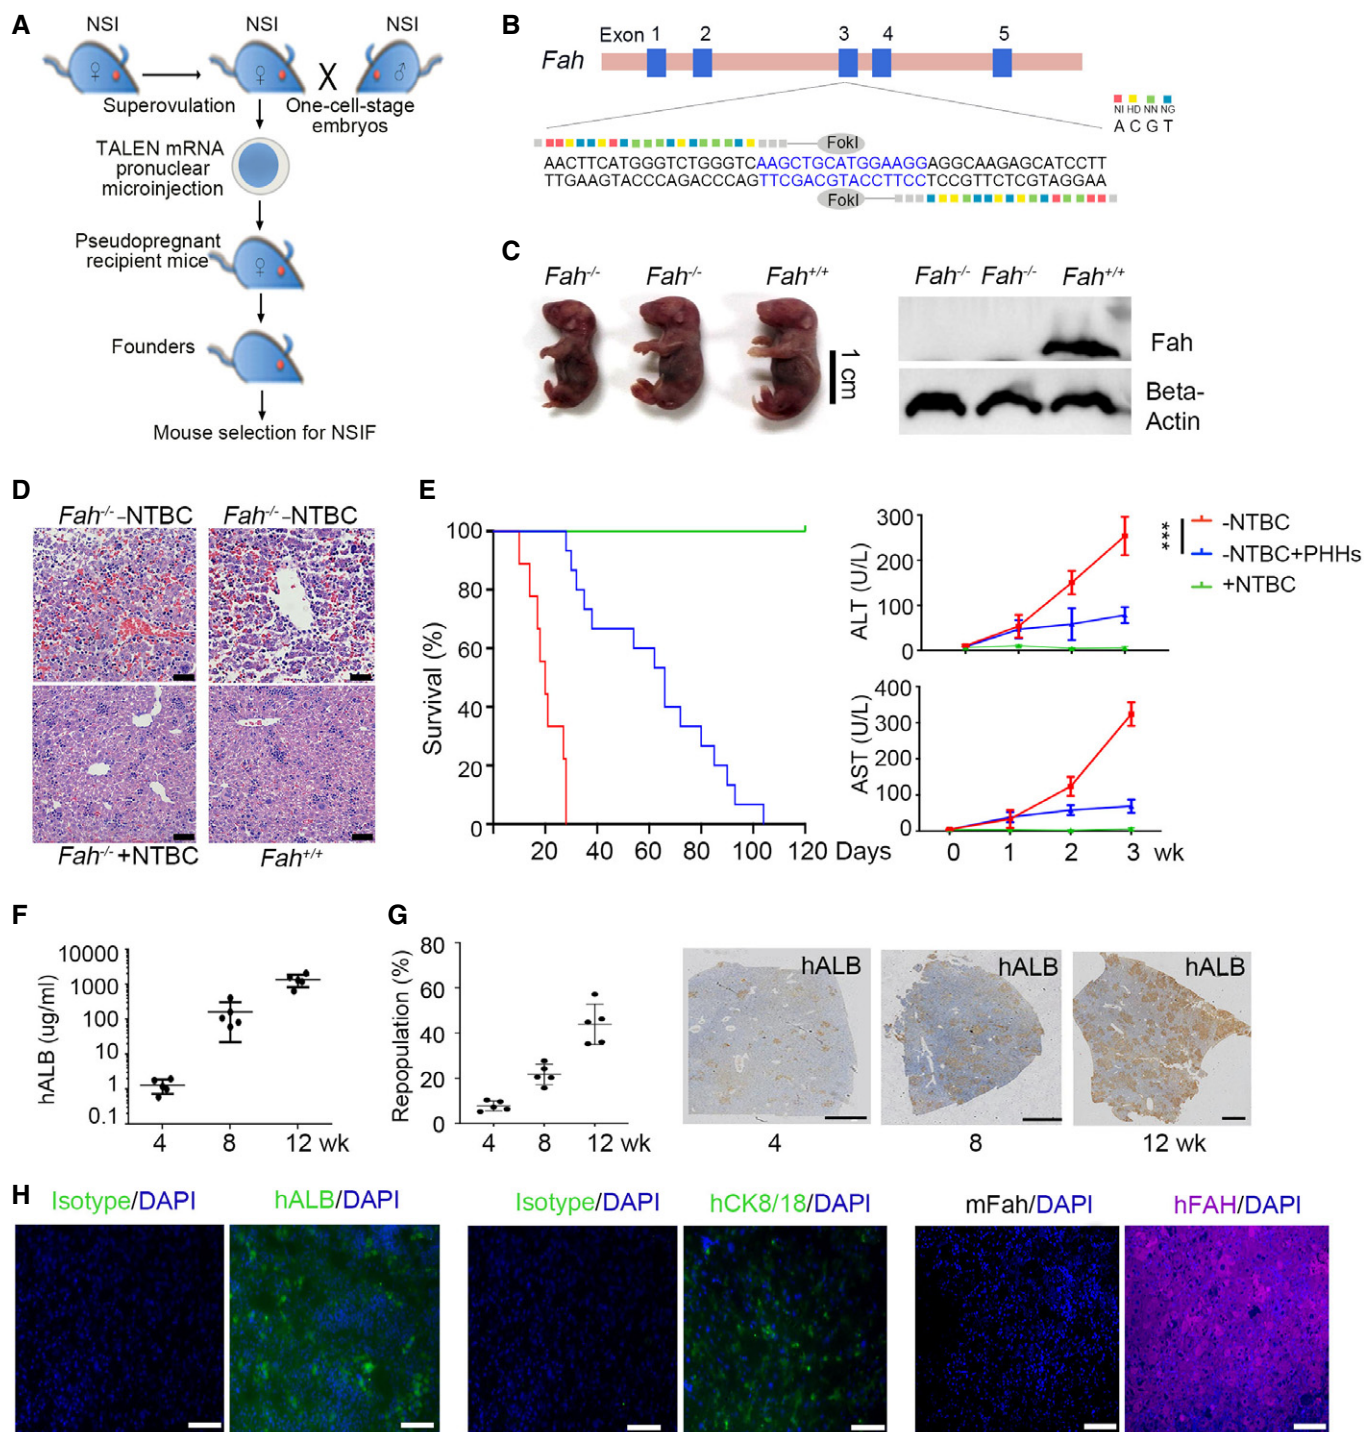 A
NSI NSI NSI
♀ ♀ X ♂
Superovulation One-cell-stage
embryos
TALEN mRNA
pronuclear
microinjection
Pseudopregnant
recipient mice
♀
Founders
Mouse selection for NSIF
B
Exon 1 2 3 4 5
Fah
NI HD NN NG
A C G T
FokI
AACTTCATGGGTCTGGGTCAAGCTGCATGGAAGGAGGCAAGAGCATCCTT
TTGAAGTACCCAGACCCAGTTCGACGTACCTTCCTCCGTTCTCGTAGGAA
FokI
C
Fah-/- Fah-/- Fah+/+
1 cm
Fah-/- Fah-/- Fah+/+
Fah
Beta-
Actin
D
Fah-/- –NTBC Fah-/- –NTBC
Fah-/- +NTBC Fah+/+
E
Survival (%)
100
80
60
40
20
0
20 40 60 80 100 120 Days
ALT (U/L)
300
200
100
0
-NTBC
-NTBC+PHHs
+NTBC
***
AST (U/L)
400
300
200
100
0
0 1 2 3 wk
F
hALB (ug/ml)
10000
1000
100
10
1
0.1
4 8 12 wk
G
Repopulation (%)
80
60
40
20
0
4 8 12 wk
hALB hALB hALB
4 8 12 wk
H
Isotype/DAPI hALB/DAPI Isotype/DAPI hCK8/18/DAPI mFah/DAPI hFAH/DAPI